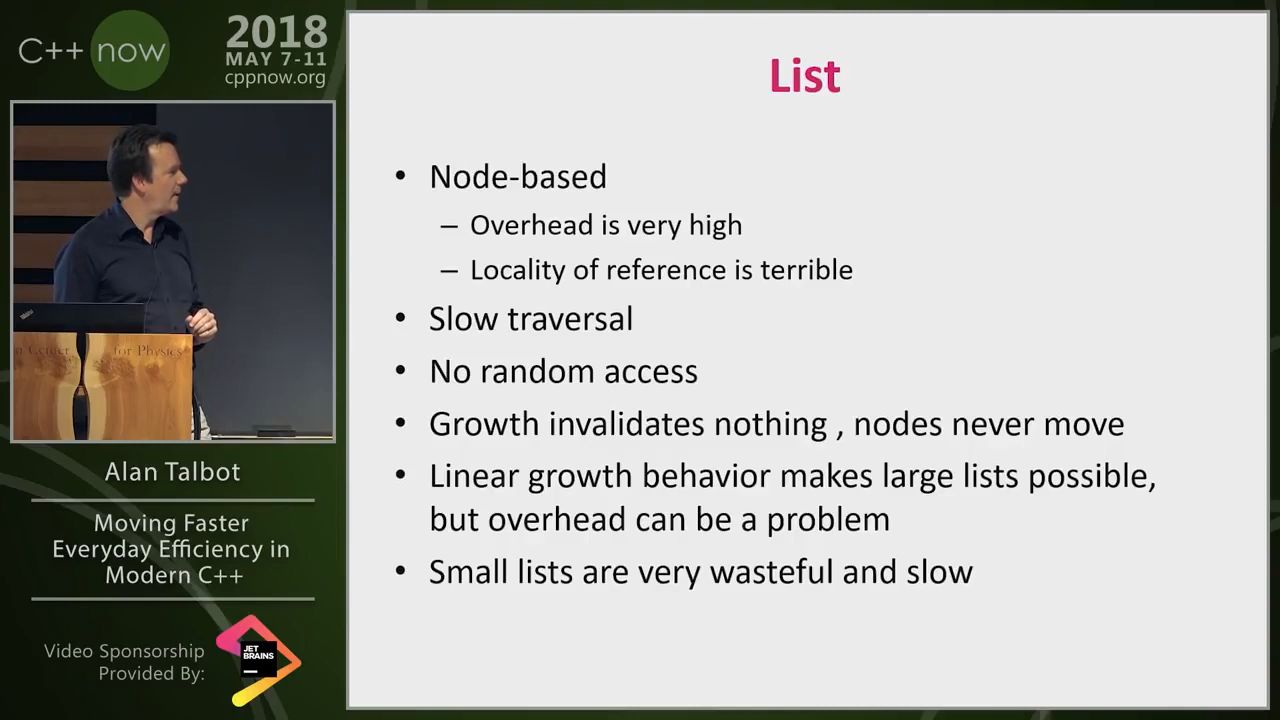 C++ now
2018
MAY 7-11
cppnow.org
List
• Node-based
– Overhead is very high
– Locality of reference is terrible
• Slow traversal
• No random access
• Growth invalidates nothing , nodes never move
• Linear growth behavior makes large lists possible,
but overhead can be a problem
• Small lists are very wasteful and slow
n Center for Physics
Alan Talbot
Moving Faster
Everyday Efficiency in
Modern C++
Video Sponsorship
Provided By:
JET
BRAINS